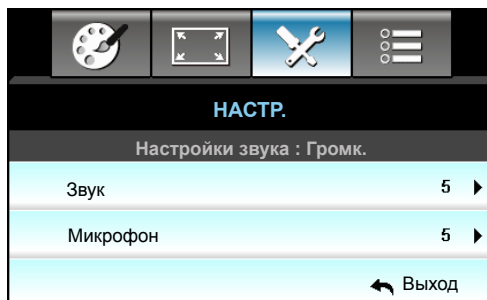 НАСТР.
Настройки звука : Громк.
Звук 5
Микрофон 5
Выход